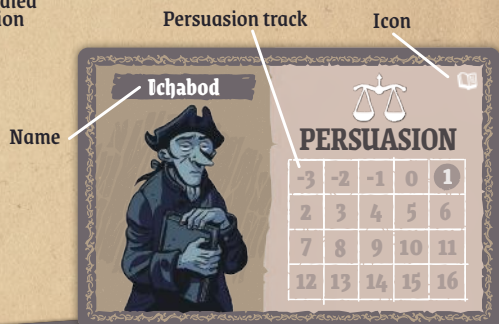 Persuasion track
Icon
Name
Ichabod
PERSUASION
-3 -2 -1 0 1
2 3 4 5 6
7 8 9 10 11
12 13 14 15 16